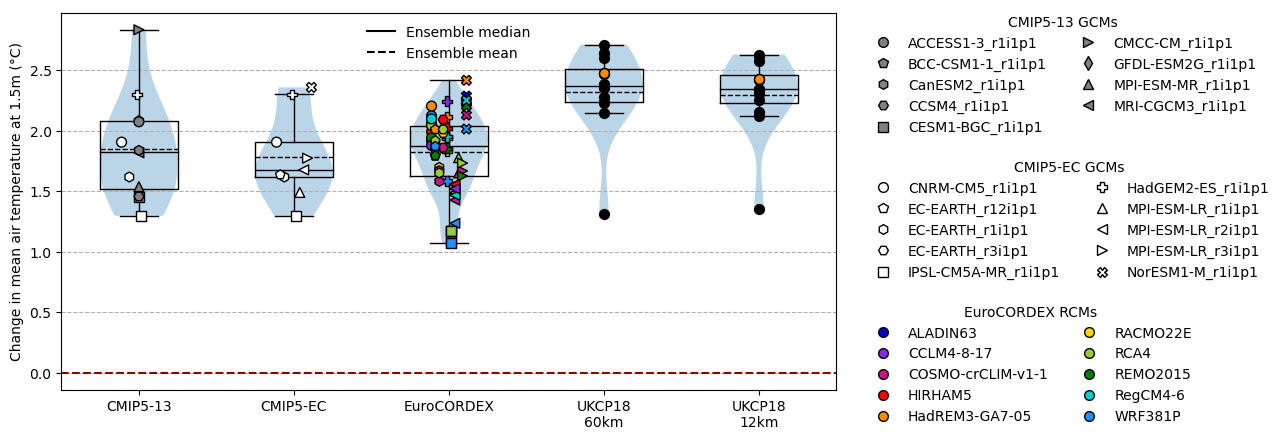 Change in mean air temperature at 1.5m (°C)
2.5
2.0
1.5
1.0
0.5
0.0
Ensemble median
Ensemble mean
CMIP5-13
CMIP5-EC
EuroCORDEX
UKCP18
60km
UKCP18
12km
CMIP5-13 GCMs
ACCESS1-3_r1i1p1
BCC-CSM1-1_r1i1p1
CanESM2_r1i1p1
CCSM4_r1i1p1
CESM1-BGC_r1i1p1
CMCC-CM_r1i1p1
GFDL-ESM2G_r1i1p1
MPI-ESM-MR_r1i1p1
MRI-CGCM3_r1i1p1
CMIP5-EC GCMs
CNRM-CM5_r1i1p1
EC-EARTH_r12i1p1
EC-EARTH_r1i1p1
EC-EARTH_r3i1p1
IPSL-CM5A-MR_r1i1p1
HadGEM2-ES_r1i1p1
MPI-ESM-LR_r1i1p1
MPI-ESM-LR_r2i1p1
MPI-ESM-LR_r3i1p1
NorESM1-M_r1i1p1
EuroCORDEX RCMs
ALADIN63
CCLM4-8-17
COSMO-crCLIM-v1-1
HIRHAM5
HadREM3-GA7-05
RACMO22E
RCA4
REMO2015
RegCM4-6
WRF381P